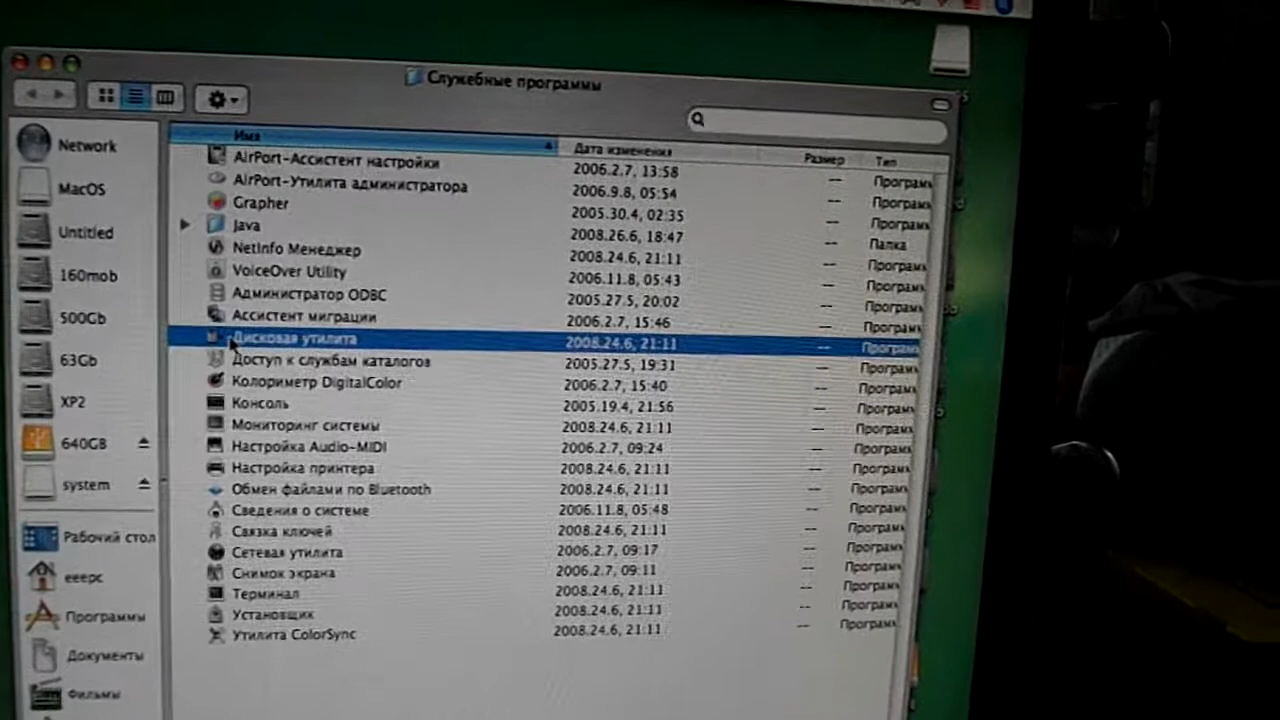 Служебные программы
Network
MacOS
Untitled
160mob
500Gb
63Gb
XP2
640GB
system
Рабочий стол
eeepc
Программы
Документы
Фильмы
Имя Дата изменения Размер Тип
AirPort-Ассистент настройки 2006.2.7, 13:58 -- Программ
AirPort-Утилита администратора 2006.9.8, 05:54 -- Программ
Grapher 2005.30.4, 02:35 -- Программ
Java 2008.26.6, 18:47 -- Папка
NetInfo Менеджер 2008.24.6, 21:11 -- Программ
VoiceOver Utility 2006.11.8, 05:43 -- Программ
Администратор ODBC 2005.27.5, 20:02 -- Программ
Ассистент миграции 2006.2.7, 15:46 -- Программ
Дисковая утилита 2008.24.6, 21:11 -- Программ
Доступ к службам каталогов 2005.27.5, 19:31 -- Программ
Колориметр DigitalColor 2006.2.7, 15:40 -- Программ
Консоль 2005.19.4, 21:56 -- Программ
Мониторинг системы 2008.24.6, 21:11 -- Программ
Настройка Audio-MIDI 2006.2.7, 09:24 -- Программ
Настройка принтера 2008.24.6, 21:11 -- Программ
Обмен файлами по Bluetooth 2008.24.6, 21:11 -- Программ
Сведения о системе 2006.11.8, 05:48 -- Программ
Связка ключей 2008.24.6, 21:11 -- Программ
Сетевая утилита 2006.2.7, 09:17 -- Программ
Снимок экрана 2006.2.7, 09:11 -- Программ
Терминал 2008.24.6, 21:11 -- Программ
Установщик 2008.24.6, 21:11 -- Программ
Утилита ColorSync 2008.24.6, 21:11 -- Программ